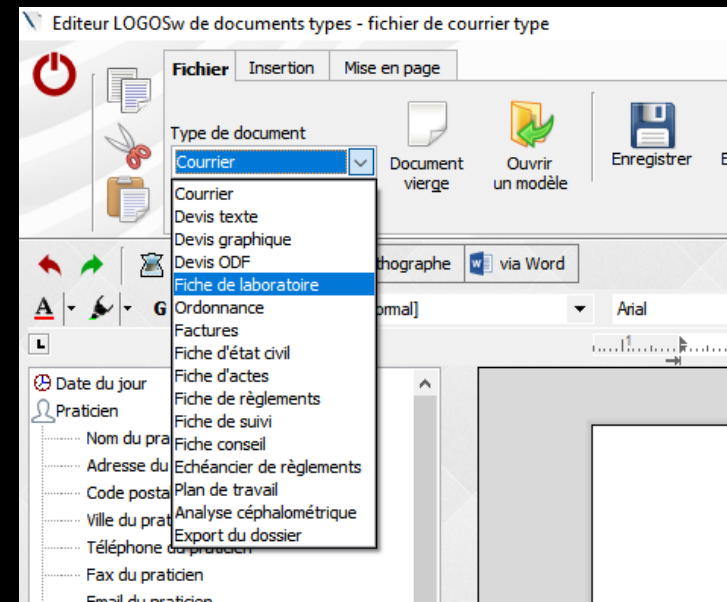 Editeur LOGOSw de documents types - fichier de courrier type
Fichier Insertion Mise en page
Type de document
Courrier
Document vierge
Ouvrir un modèle
Enregistrer
Courrier
Devis texte
Devis graphique
Devis ODF
Fiche de laboratoire
Ordonnance
Factures
Fiche d'état civil
Fiche d'actes
Fiche de règlements
Fiche de suivi
Fiche conseil
Echéancier de règlements
Plan de travail
Analyse céphalométrique
Export du dossier
thographe via Word
A G ormal] Arial
L 1
Date du jour
Praticien
Nom du pra
Adresse du
Code posta
Ville du prat
Téléphone du praticien
Fax du praticien
Email du praticien